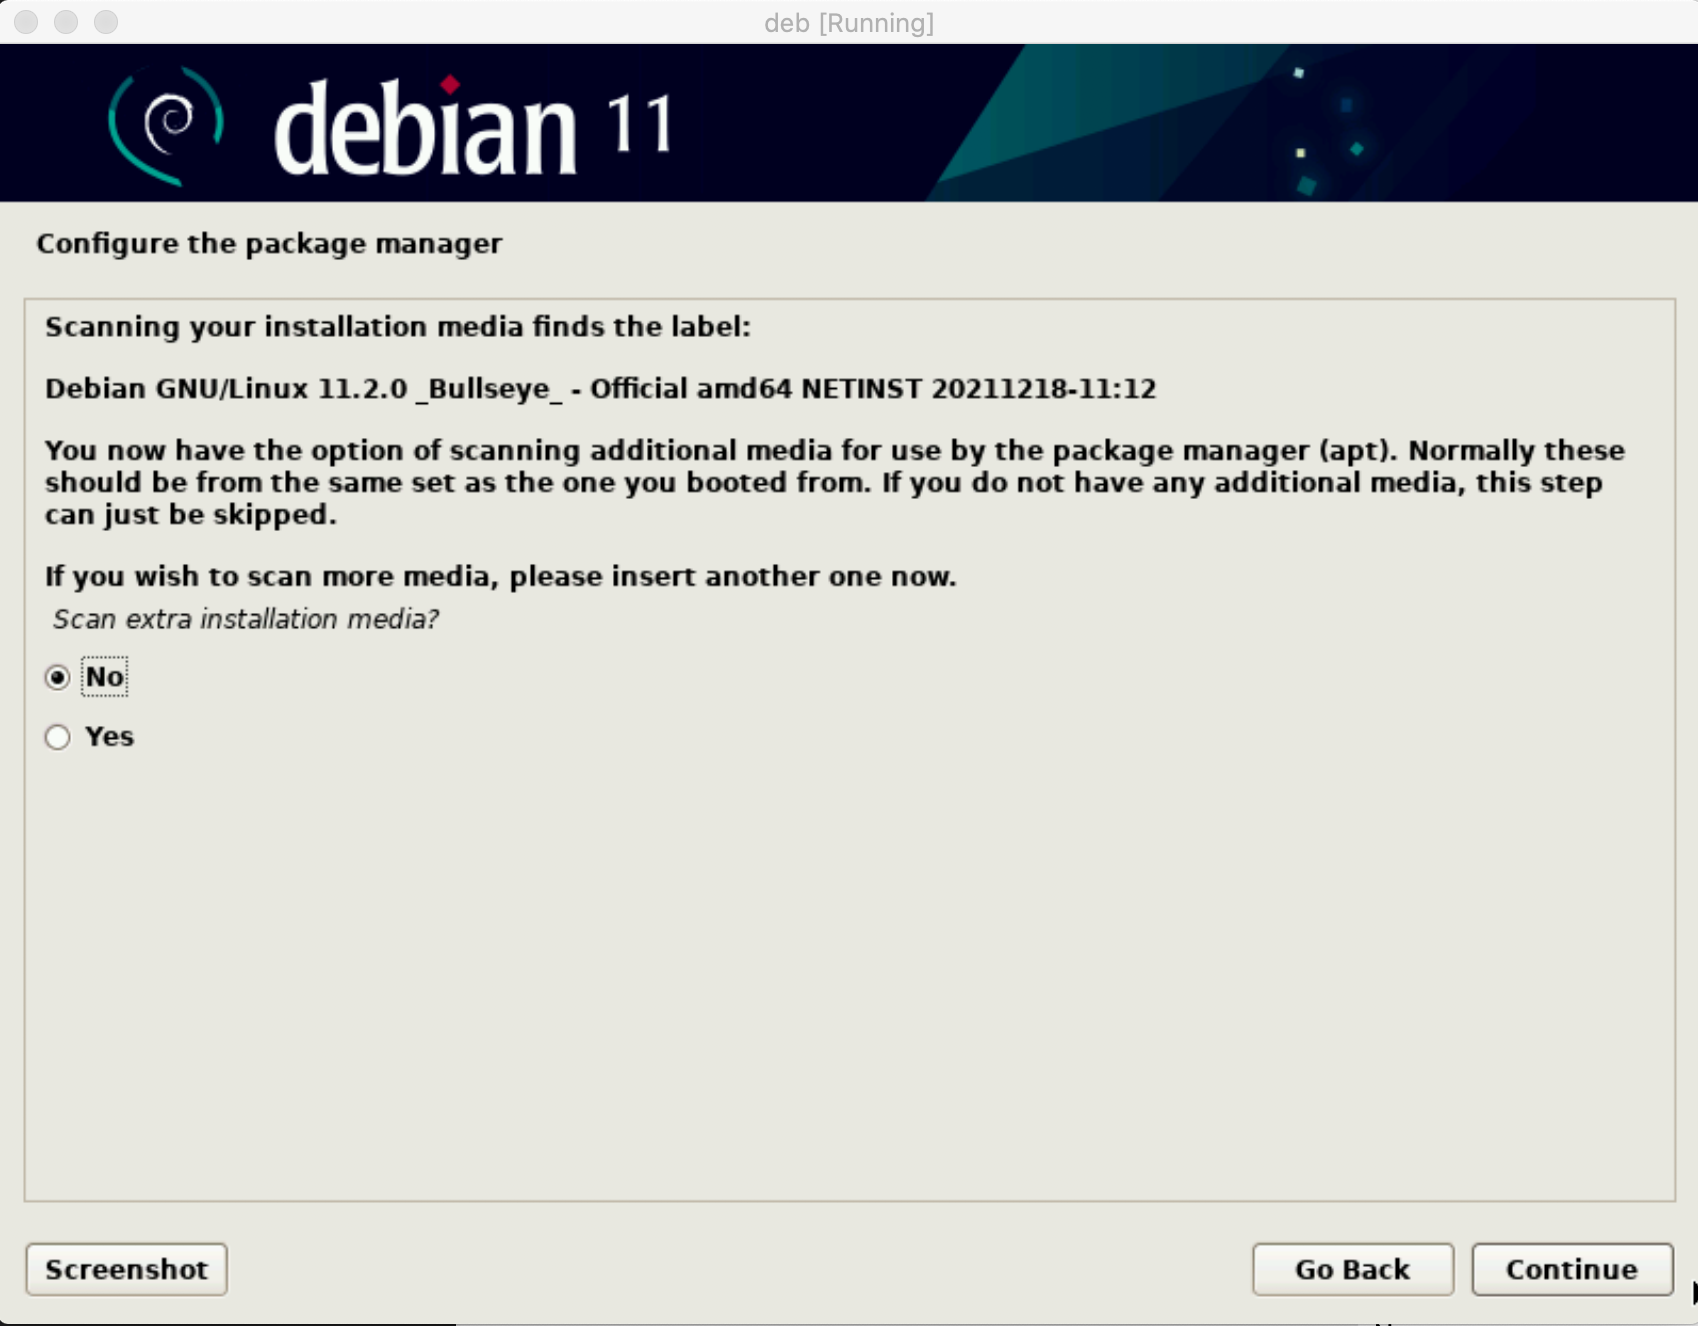 deb [Running]
debian 11
Configure the package manager
Scanning your installation media finds the label:
Debian GNU/Linux 11.2.0 _Bullseye_ - Official amd64 NETINST 20211218-11:12
You now have the option of scanning additional media for use by the package manager (apt). Normally these
should be from the same set as the one you booted from. If you do not have any additional media, this step
can just be skipped.
If you wish to scan more media, please insert another one now.
Scan extra installation media?
No
Yes
Screenshot
Go Back
Continue